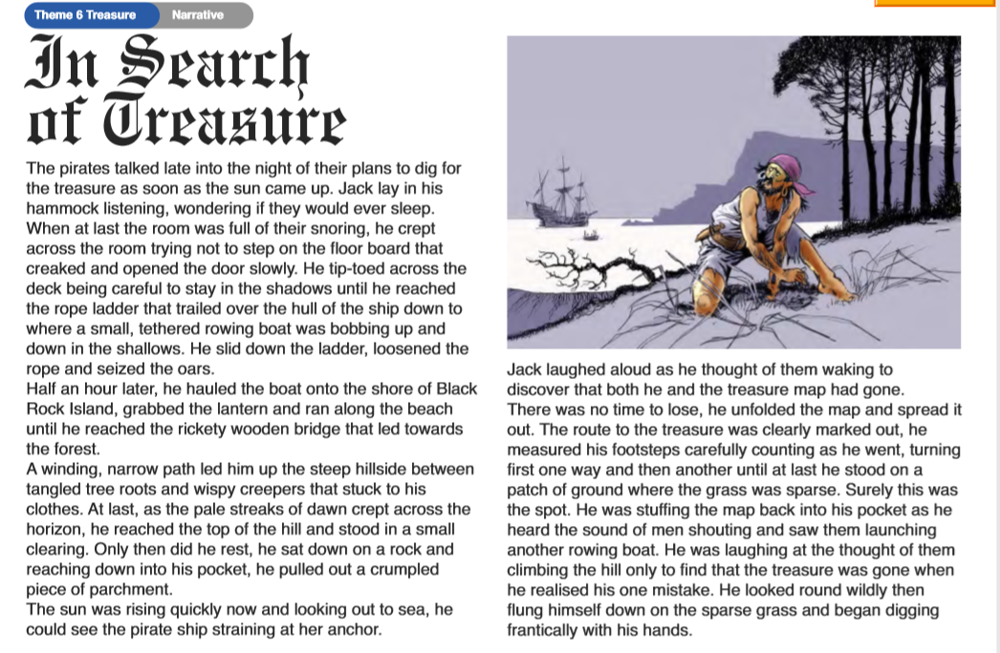 Theme 6 Treasure
Narrative
In Search
of Treasure
The pirates talked late into the night of their plans to dig for
the treasure as soon as the sun came up. Jack lay in his
hammock listening, wondering if they would ever sleep.
When at last the room was full of their snoring, he crept
across the room trying not to step on the floor board that
creaked and opened the door slowly. He tip-toed across the
deck being careful to stay in the shadows until he reached
the rope ladder that trailed over the hull of the ship down to
where a small, tethered rowing boat was bobbing up and
down in the shallows. He slid down the ladder, loosened the
rope and seized the oars.
Half an hour later, he hauled the boat onto the shore of Black
Rock Island, grabbed the lantern and ran along the beach
until he reached the rickety wooden bridge that led towards
the forest.
A winding, narrow path led him up the steep hillside between
tangled tree roots and wispy creepers that stuck to his
clothes. At last, as the pale streaks of dawn crept across the
horizon, he reached the top of the hill and stood in a small
clearing. Only then did he rest, he sat down on a rock and
reaching down into his pocket, he pulled out a crumpled
piece of parchment.
The sun was rising quickly now and looking out to sea, he
could see the pirate ship straining at her anchor.
Jack laughed aloud as he thought of them waking to
discover that both he and the treasure map had gone.
There was no time to lose, he unfolded the map and spread it
out. The route to the treasure was clearly marked out, he
measured his footsteps carefully counting as he went, turning
first one way and then another until at last he stood on a
patch of ground where the grass was sparse. Surely this was
the spot. He was stuffing the map back into his pocket as he
heard the sound of men shouting and saw them launching
another rowing boat. He was laughing at the thought of them
climbing the hill only to find that the treasure was gone when
he realised his one mistake. He looked round wildly then
flung himself down on the sparse grass and began digging
frantically with his hands.